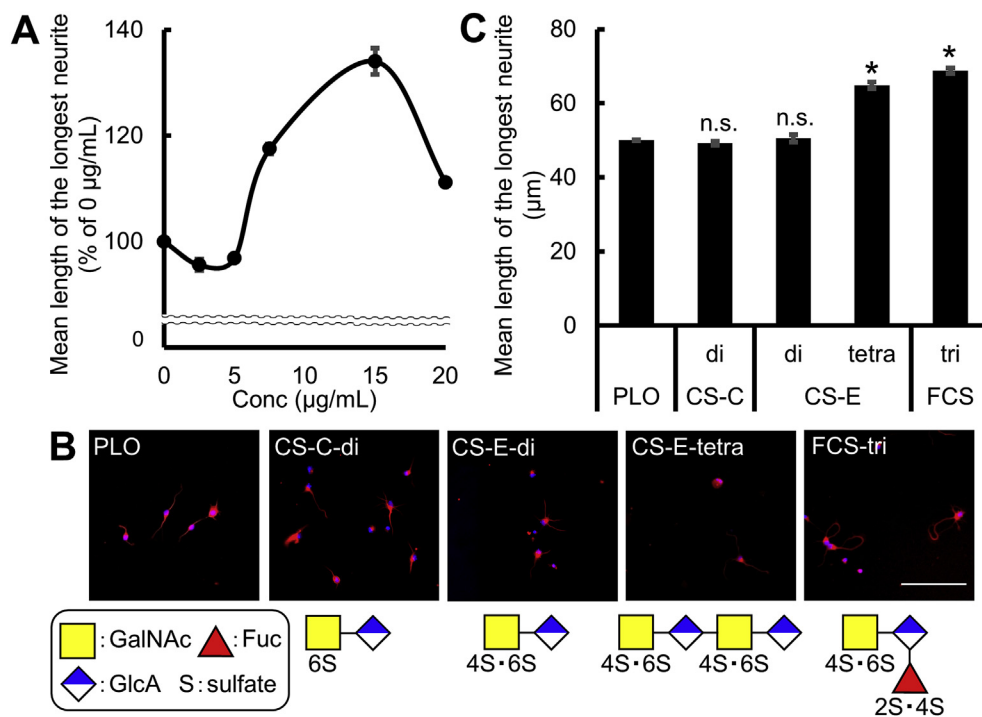 A
Mean length of the longest neurite
(% of 0 µg/mL)
140
120
100
0
0 5 10 15 20
Conc (µg/mL)
C
Mean length of the longest neurite
(µm)
80
60
40
20
0
n.s.
n.s.
*
*
di di tetra tri
PLO CS-C CS-E FCS
B
PLO
CS-C-di
CS-E-di
CS-E-tetra
FCS-tri
: GalNAc : Fuc
: GlcA S : sulfate
6S
4S·6S
4S·6S 4S·6S
4S·6S
2S·4S